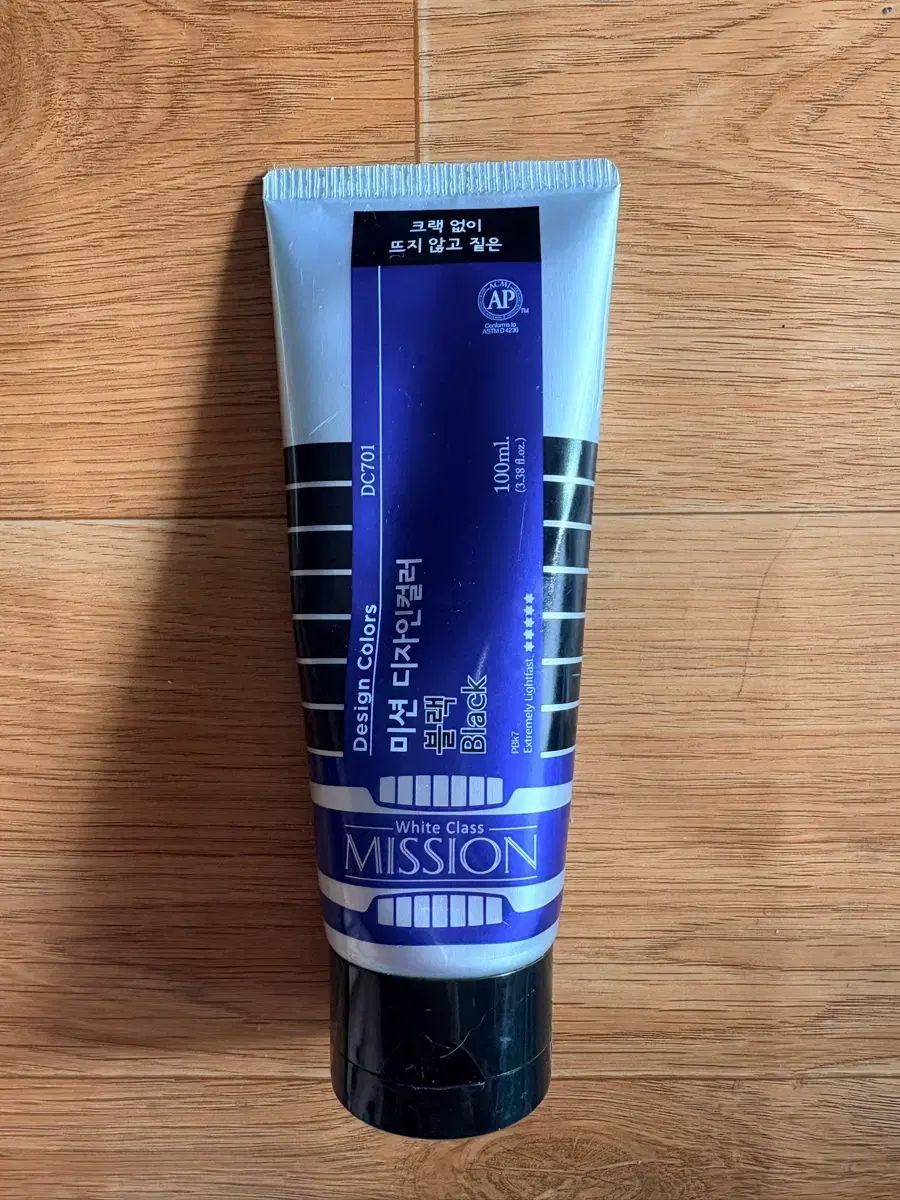 크랙 없이
뜨지 않고 짙은
ACMI
AP
TM
Conforms to
ASTM D 4236
Design Colors
DC701
미션 디자인컬러
블랙
Black
100ml.
(3.38 fl.oz.)
PBk7
Extremely Lightfast. ✱✱✱✱✱
White Class
MISSION